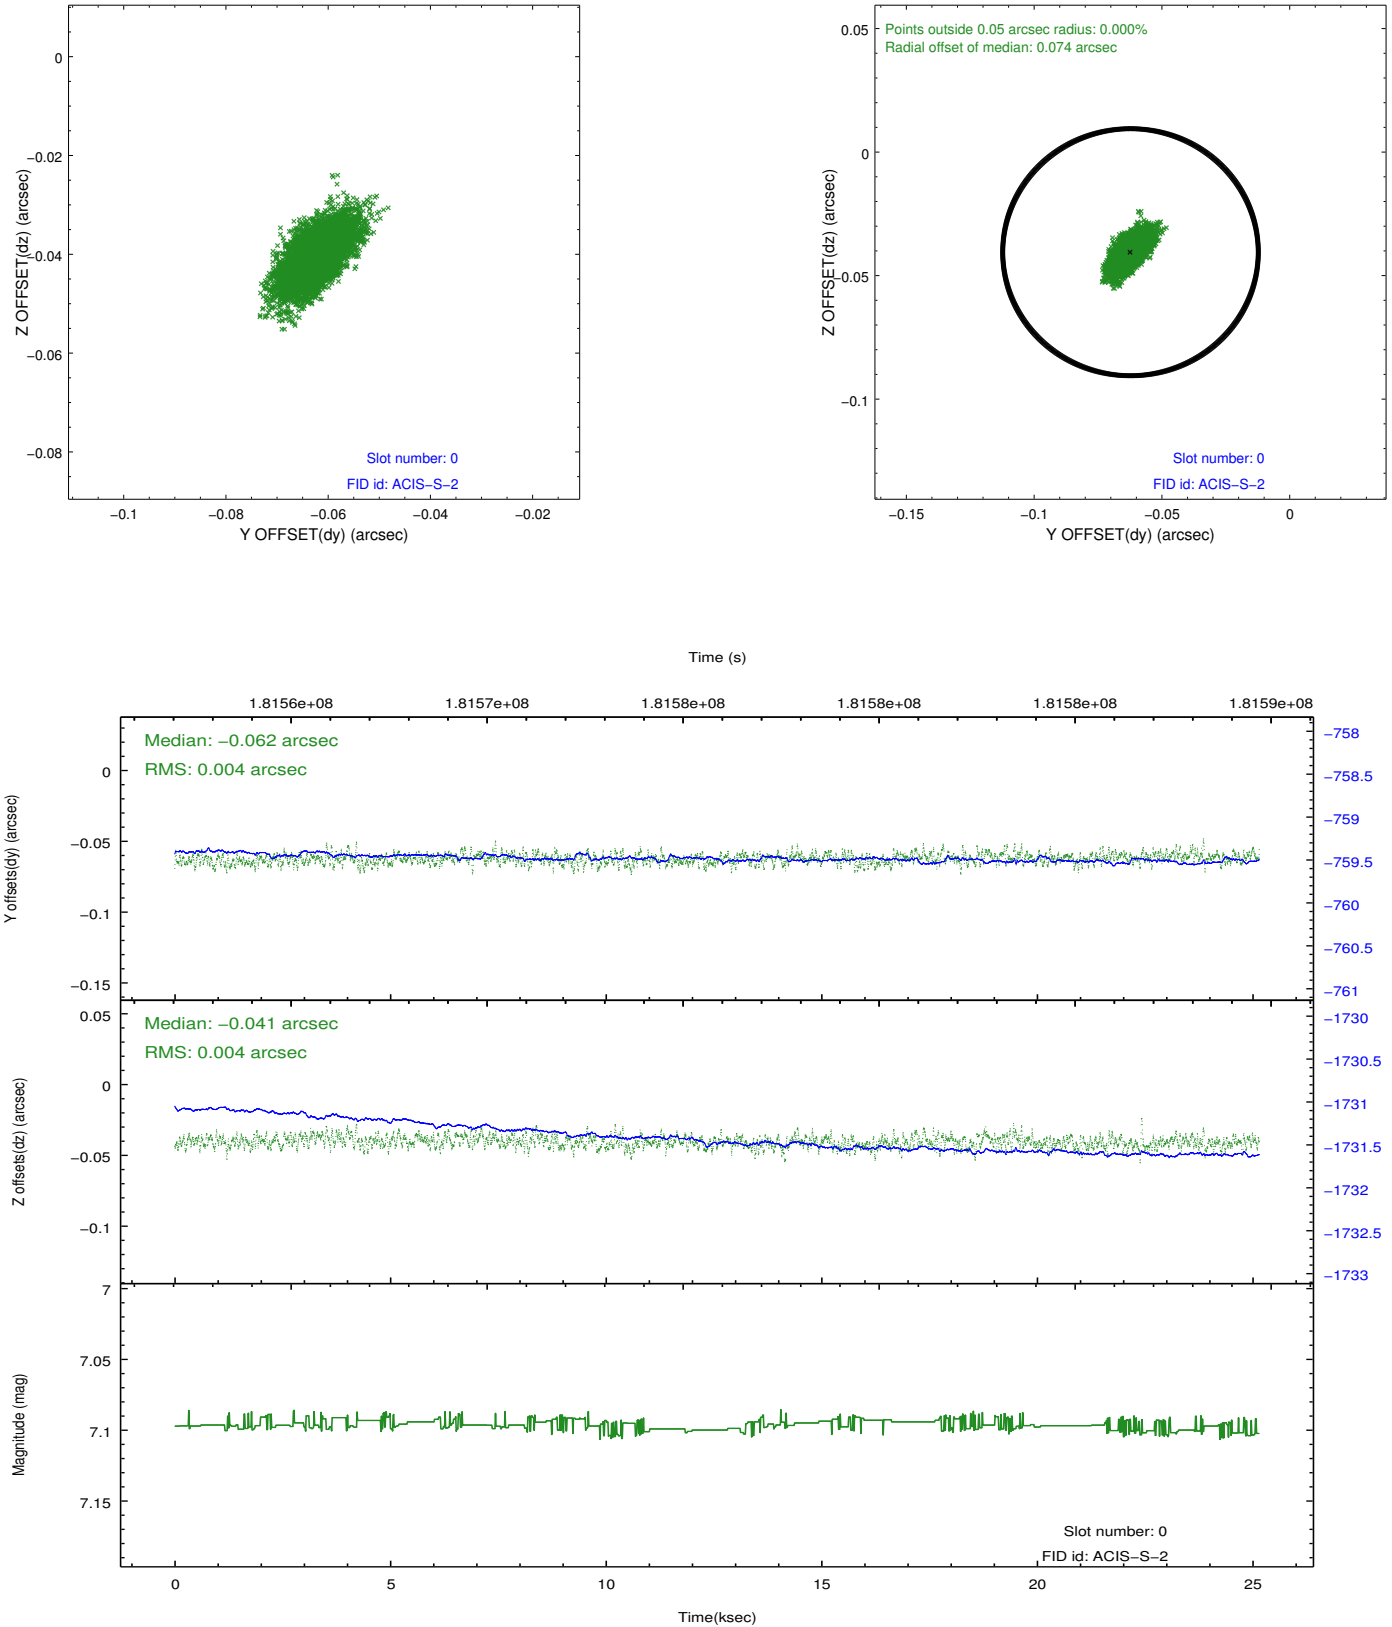 0
−0.02
−0.04
−0.06
−0.08
Z OFFSET(dz) (arcsec)
Slot number: 0
FID id: ACIS−S−2
−0.1
−0.08
−0.06
−0.04
−0.02
Y OFFSET(dy) (arcsec)
Points outside 0.05 arcsec radius: 0.000%
Radial offset of median: 0.074 arcsec
0.05
0
−0.05
−0.1
Z OFFSET(dz) (arcsec)
Slot number: 0
FID id: ACIS−S−2
−0.15
−0.1
−0.05
0
Y OFFSET(dy) (arcsec)
Time (s)
1.8156e+08
1.8157e+08
1.8158e+08
1.8158e+08
1.8158e+08
1.8159e+08
Median: −0.062 arcsec
RMS: 0.004 arcsec
0
−0.05
−0.1
−0.15
Y offsets(dy) (arcsec)
−758
−758.5
−759
−759.5
−760
−760.5
−761
Median: −0.041 arcsec
RMS: 0.004 arcsec
0.05
0
−0.05
−0.1
Z offsets(dz) (arcsec)
−1730
−1730.5
−1731
−1731.5
−1732
−1732.5
−1733
7
7.05
7.1
7.15
Magnitude (mag)
Slot number: 0
FID id: ACIS−S−2
0
5
10
15
20
25
Time(ksec)